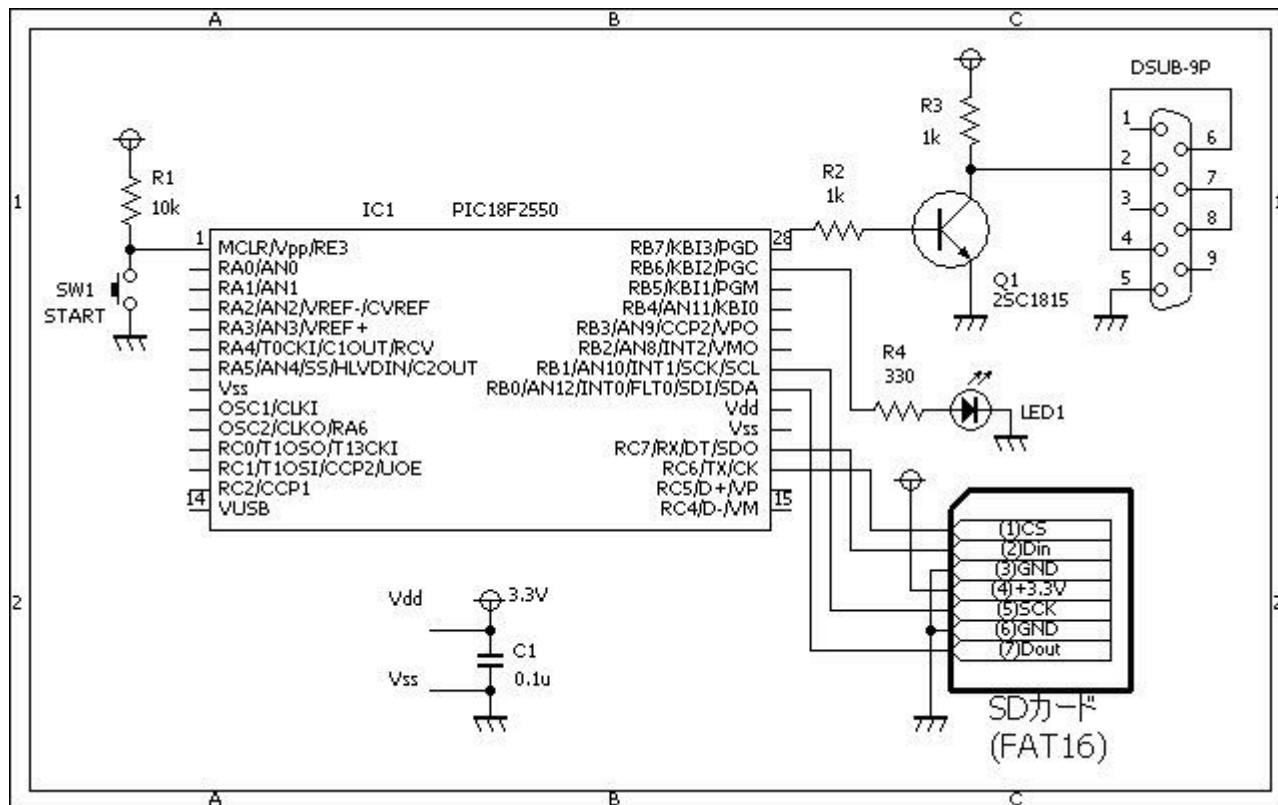 A
B
C
1
1
2
2
A
B
C
R1
10k
SW1
START
IC1
PIC18F2550
1
28
14
15
MCLR/Vpp/RE3
RA0/AN0
RA1/AN1
RA2/AN2/VREF-/CVREF
RA3/AN3/VREF+
RA4/T0CKI/C1OUT/RCV
RA5/AN4/SS/HLVDIN/C2OUT
Vss
OSC1/CLKI
OSC2/CLKO/RA6
RC0/T1OSO/T13CKI
RC1/T1OSI/CCP2/UOE
RC2/CCP1
VUSB
RB7/KBI3/PGD
RB6/KBI2/PGC
RB5/KBI1/PGM
RB4/AN11/KBI0
RB3/AN9/CCP2/VPO
RB2/AN8/INT2/VMO
RB1/AN10/INT1/SCK/SCL
RB0/AN12/INT0/FLT0/SDI/SDA
Vdd
Vss
RC7/RX/DT/SDO
RC6/TX/CK
RC5/D+/VP
RC4/D-/VM
R2
1k
R3
1k
Q1
2SC1815
DSUB-9P
1
2
3
4
5
6
7
8
9
R4
330
LED1
Vdd
3.3V
C1
0.1u
Vss
(1)CS
(2)Din
(3)GND
(4)+3.3V
(5)SCK
(6)GND
(7)Dout
SDカード
(FAT16)